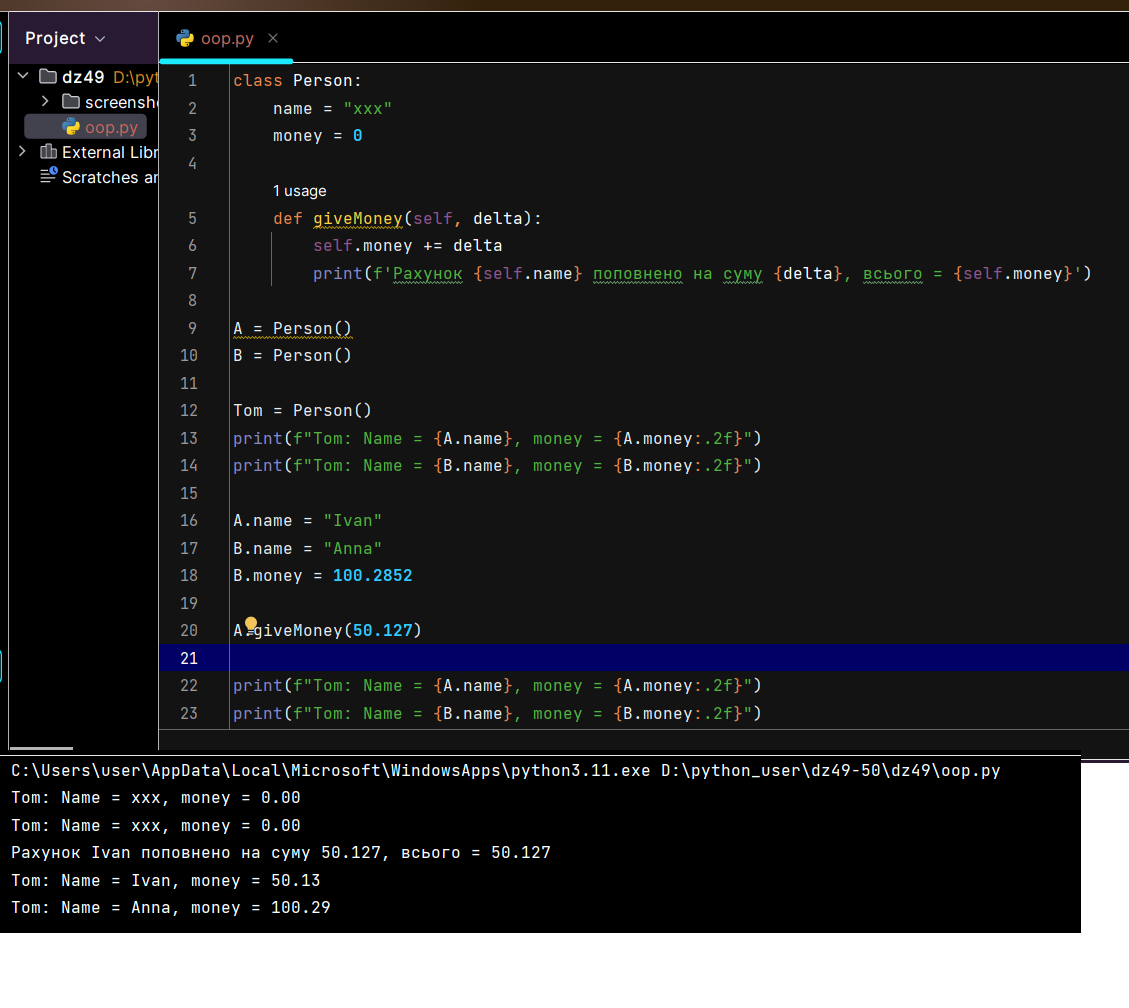 Project
oop.py
dz49 D:\pyt
screensh
oop.py
External Libr
Scratches ar
1 class Person:
2 name = "xxx"
3 money = 0
4
1 usage
5 def giveMoney(self, delta):
6 self.money += delta
7 print(f'Рахунок {self.name} поповнено на суму {delta}, всього = {self.money}')
8
9 A = Person()
10 B = Person()
11
12 Tom = Person()
13 print(f"Tom: Name = {A.name}, money = {A.money:.2f}")
14 print(f"Tom: Name = {B.name}, money = {B.money:.2f}")
15
16 A.name = "Ivan"
17 B.name = "Anna"
18 B.money = 100.2852
19
20 A.giveMoney(50.127)
21
22 print(f"Tom: Name = {A.name}, money = {A.money:.2f}")
23 print(f"Tom: Name = {B.name}, money = {B.money:.2f}")
C:\Users\user\AppData\Local\Microsoft\WindowsApps\python3.11.exe D:\python_user\dz49-50\dz49\oop.py
Tom: Name = xxx, money = 0.00
Tom: Name = xxx, money = 0.00
Рахунок Ivan поповнено на суму 50.127, всього = 50.127
Tom: Name = Ivan, money = 50.13
Tom: Name = Anna, money = 100.29